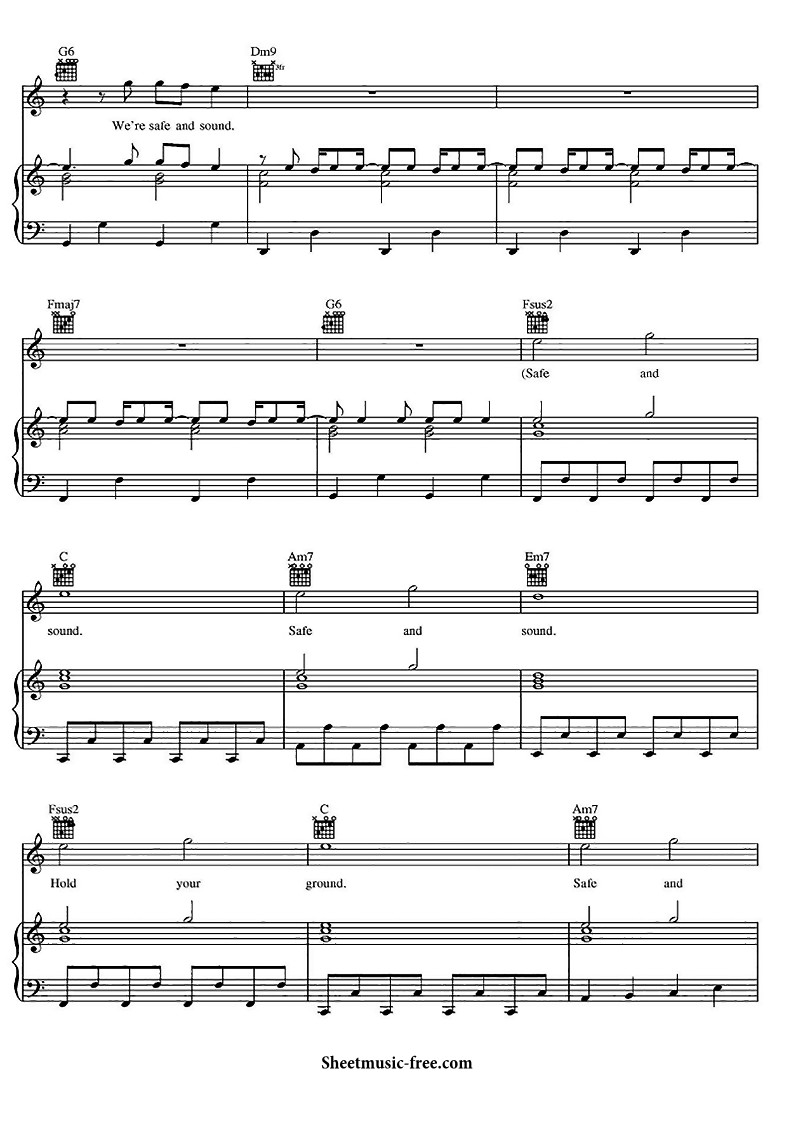 G6 Dm9
3fr
We're safe and sound.
Fmaj7 G6 Fsus2
(Safe and
C Am7 Em7
sound. Safe and sound.
Fsus2 C Am7
Hold your ground. Safe and
Sheetmusic-free.com